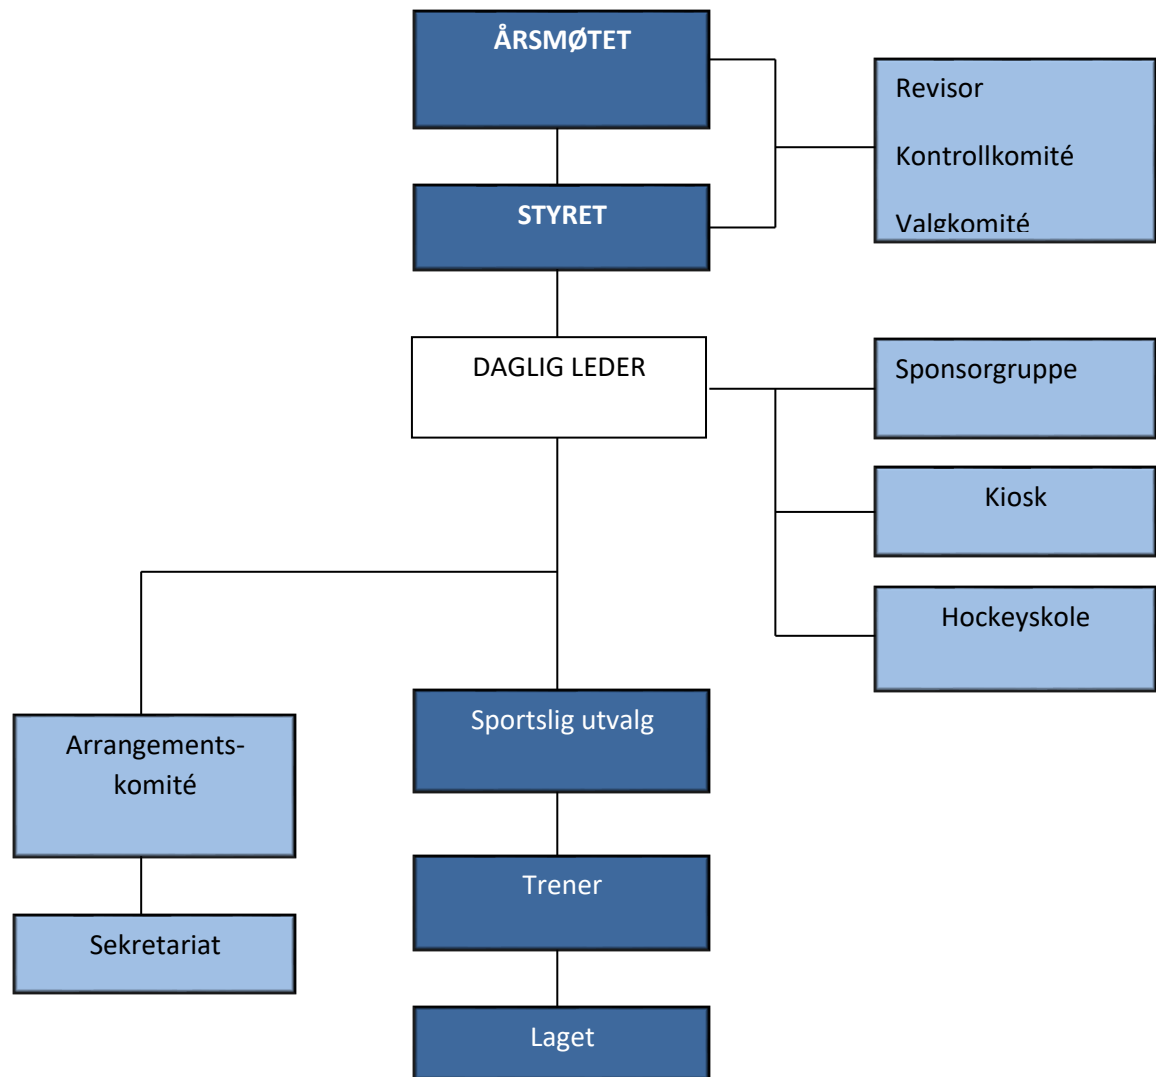 ÅRSMØTET
Revisor
Kontrollkomité
Valgkomité
STYRET
DAGLIG LEDER
Sponsorgruppe
Kiosk
Hockeyskole
Sportslig utvalg
Arrangements-
komité
Trener
Sekretariat
Laget